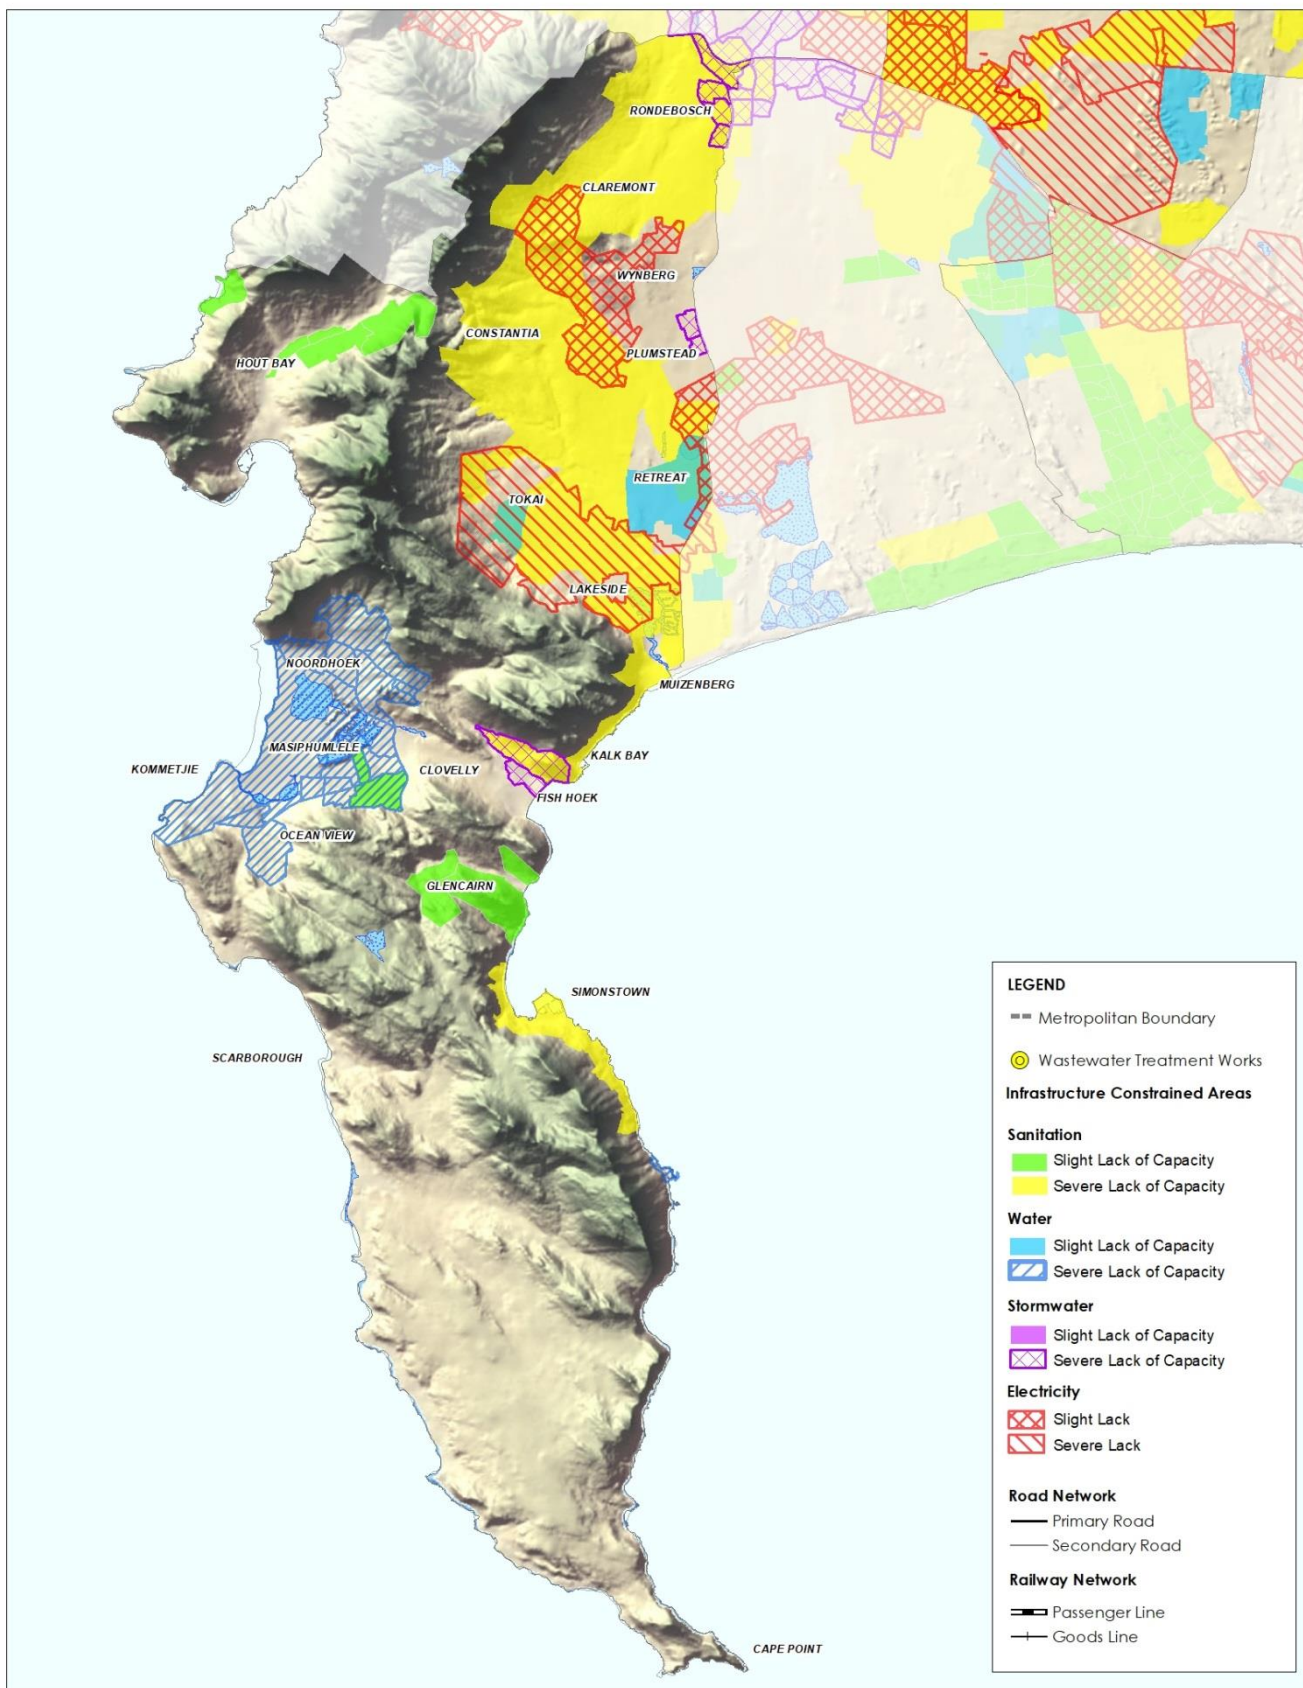 RONDEBOSCH
CLAREMONT
WYNBERG
CONSTANTIA
PLUMSTEAD
HOUT BAY
RETREAT
TOKAI
LAKESIDE
NOORDHOEK
MUIZENBERG
MASIPHUMLELE
KALK BAY
KOMMETJIE
CLOVELLY
FISH HOEK
OCEAN VIEW
GLENCAIRN
SIMONSTOWN
SCARBOROUGH
CAPE POINT
LEGEND
Metropolitan Boundary
Wastewater Treatment Works
Infrastructure Constrained Areas
Sanitation
Slight Lack of Capacity
Severe Lack of Capacity
Water
Slight Lack of Capacity
Severe Lack of Capacity
Stormwater
Slight Lack of Capacity
Severe Lack of Capacity
Electricity
Slight Lack
Severe Lack
Road Network
Primary Road
Secondary Road
Railway Network
Passenger Line
Goods Line